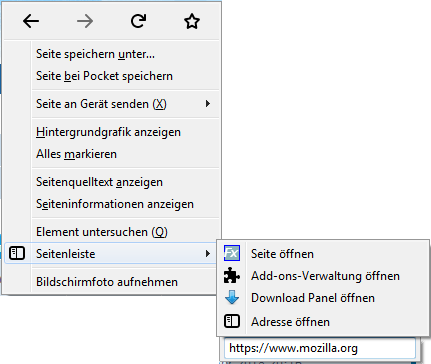 Seite speichern unter...
Seite bei Pocket speichern
Seite an Gerät senden (X)
Hintergrundgrafik anzeigen
Alles markieren
Seitenquelltext anzeigen
Seiteninformationen anzeigen
Element untersuchen (Q)
Seitenleiste
Bildschirmfoto aufnehmen
Seite öffnen
Add-ons-Verwaltung öffnen
Download Panel öffnen
Adresse öffnen
https://www.mozilla.org